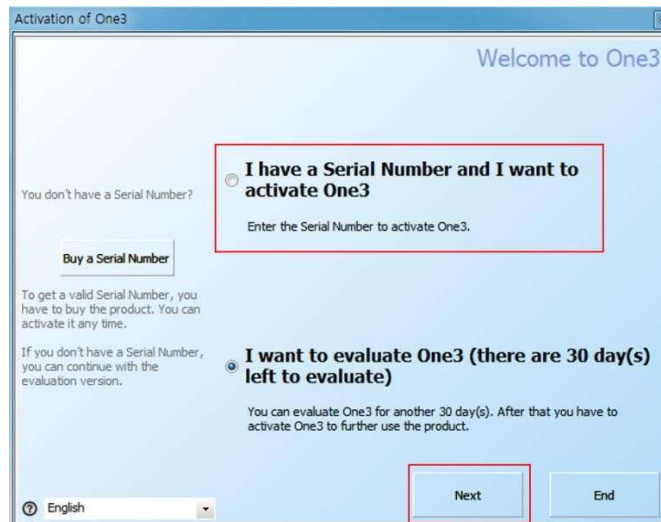 Activation of One3
Welcome to One3
I have a Serial Number and I want to
activate One3
Enter the Serial Number to activate One3.
You don't have a Serial Number?
Buy a Serial Number
To get a valid Serial Number, you
have to buy the product. You can
activate it any time.
If you don't have a Serial Number,
you can continue with the
evaluation version.
I want to evaluate One3 (there are 30 day(s)
left to evaluate)
You can evaluate One3 for another 30 day(s). After that you have to
activate One3 to further use the product.
English
Next
End